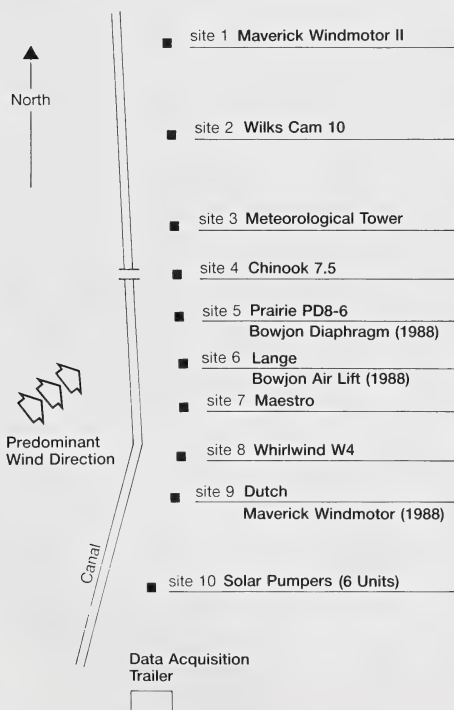 site 1 Maverick Windmotor II
North
site 2 Wilks Cam 10
site 3 Meteorological Tower
site 4 Chinook 7.5
site 5 Prairie PD8-6
Bowjon Diaphragm (1988)
site 6 Lange
Bowjon Air Lift (1988)
site 7 Maestro
Predominant
Wind Direction
site 8 Whirlwind W4
site 9 Dutch
Maverick Windmotor (1988)
Canal
site 10 Solar Pumpers (6 Units)
Data Acquisition
Trailer